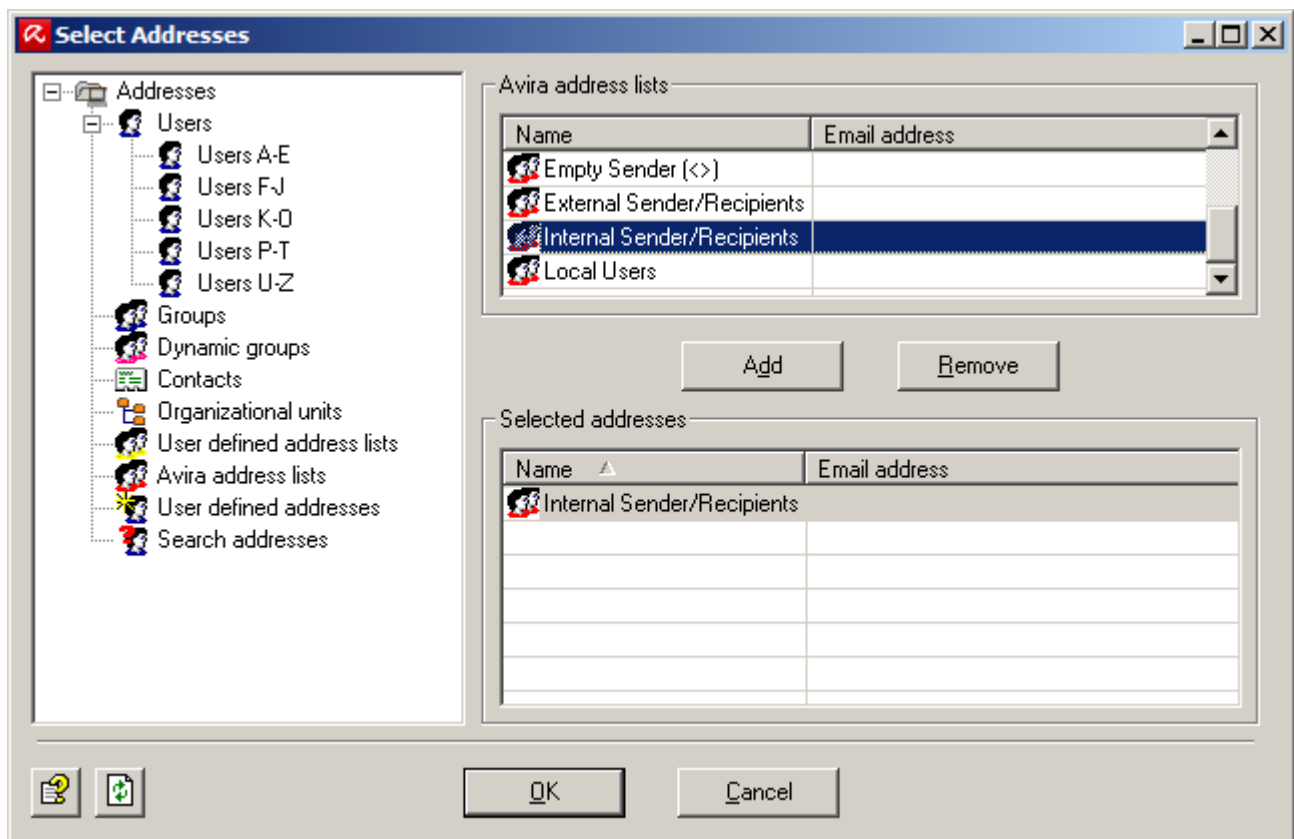 Select Addresses
Addresses
Users
Users A-E
Users F-J
Users K-O
Users P-T
Users U-Z
Groups
Dynamic groups
Contacts
Organizational units
User defined address lists
Avira address lists
User defined addresses
Search addresses
Avira address lists
Name Email address
Empty Sender (<>)
External Sender/Recipients
Internal Sender/Recipients
Local Users
Add Remove
Selected addresses
Name Email address
Internal Sender/Recipients
OK Cancel